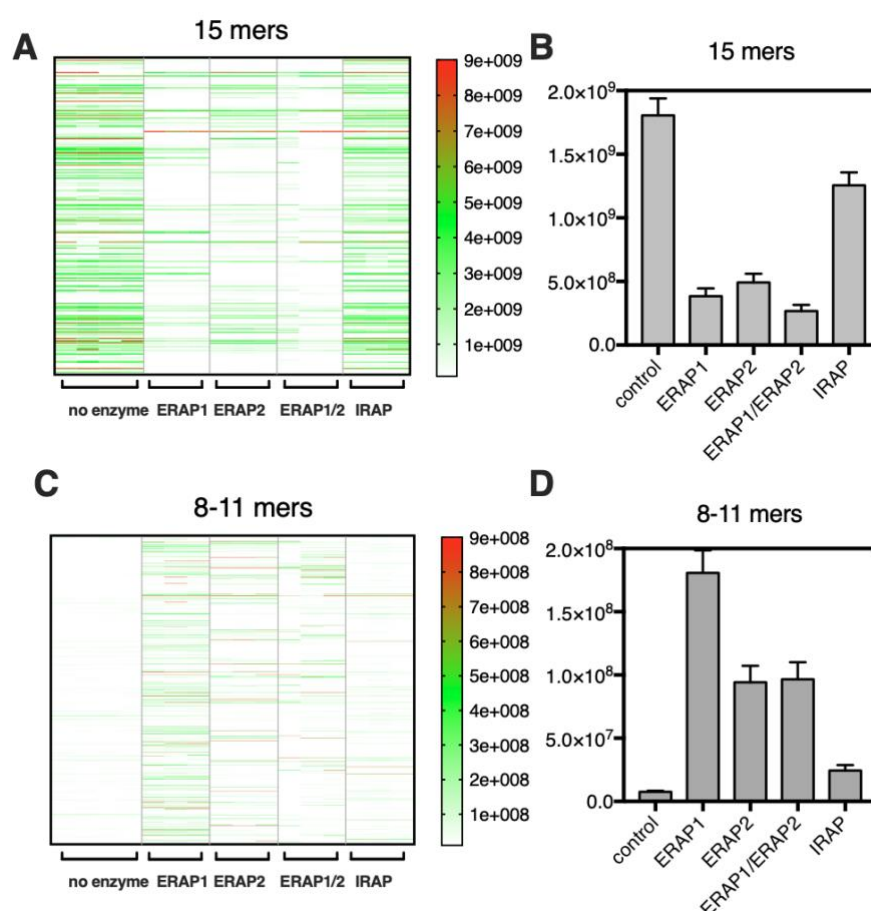 A
15 mers
9e+009
8e+009
7e+009
6e+009
5e+009
4e+009
3e+009
2e+009
1e+009
no enzyme ERAP1 ERAP2 ERAP1/2 IRAP
B
15 mers
2.0×10⁹
1.5×10⁹
1.0×10⁹
5.0×10⁸
0.0
control
ERAP1
ERAP2
ERAP1/ERAP2
IRAP
C
8-11 mers
9e+008
8e+008
7e+008
6e+008
5e+008
4e+008
3e+008
2e+008
1e+008
no enzyme ERAP1 ERAP2 ERAP1/2 IRAP
D
8-11 mers
2.0×10⁸
1.5×10⁸
1.0×10⁸
5.0×10⁷
0.0
control
ERAP1
ERAP2
ERAP1/ERAP2
IRAP